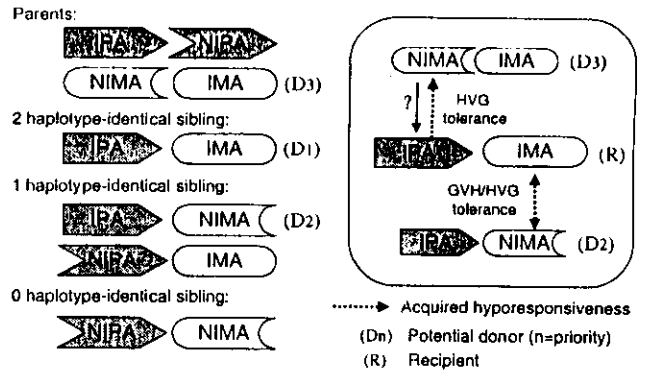 Parents:
IPA NIPA
NIMA IMA (D3)
2 haplotype-identical sibling:
IPA IMA (D1)
1 haplotype-identical sibling:
IPA NIMA (D2)
NIPA IMA
0 haplotype-identical sibling:
NIPA NIMA
NIMA IMA (D3)
? HVG
tolerance
IPA IMA (R)
GVH/HVG
tolerance
IPA NIMA (D2)
Acquired hyporesponsiveness
(Dn) Potential donor (n=priority)
(R) Recipient